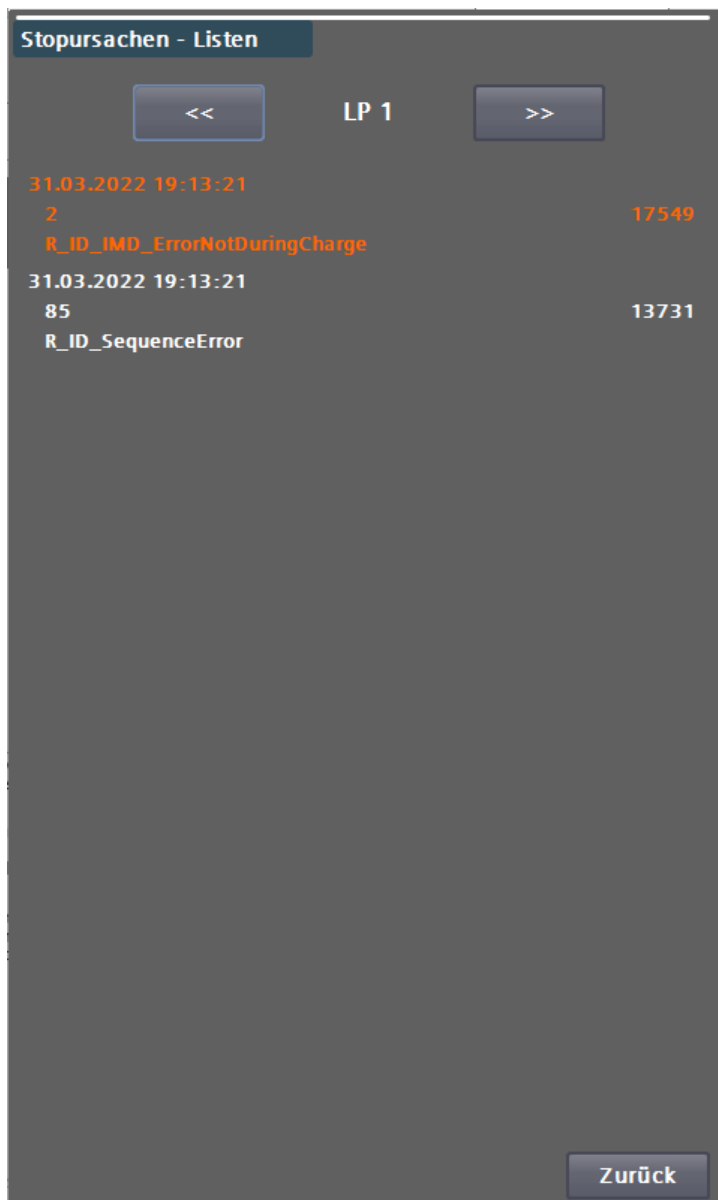 Stopursachen - Listen
<< LP 1 >>
31.03.2022 19:13:21
2 17549
R_ID_IMD_ErrorNotDuringCharge
31.03.2022 19:13:21
85 13731
R_ID_SequenceError
Zurück